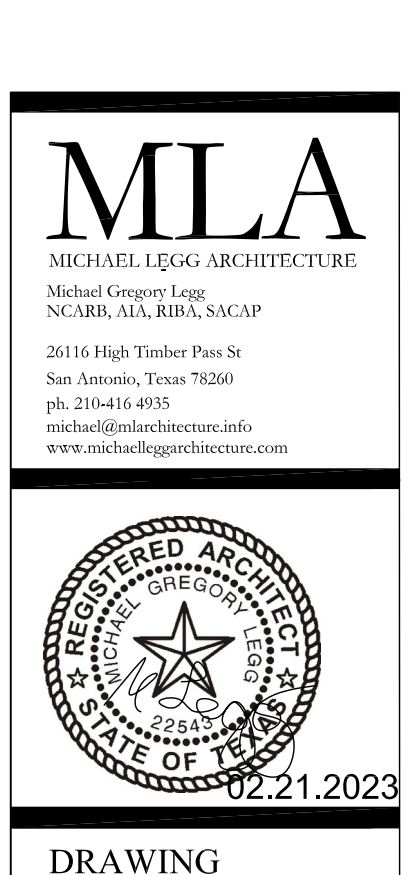 MLA
MICHAEL LEGG ARCHITECTURE
Michael Gregory Legg
NCARB, AIA, RIBA, SACAP
26116 High Timber Pass St
San Antonio, Texas 78260
ph. 210-416 4935
michael@mlarchitecture.info
www.michaelleggarchitecture.com
REGISTERED ARCHITECT
MICHAEL GREGORY LEGG
22543
STATE OF TEXAS
02.21.2023
DRAWING